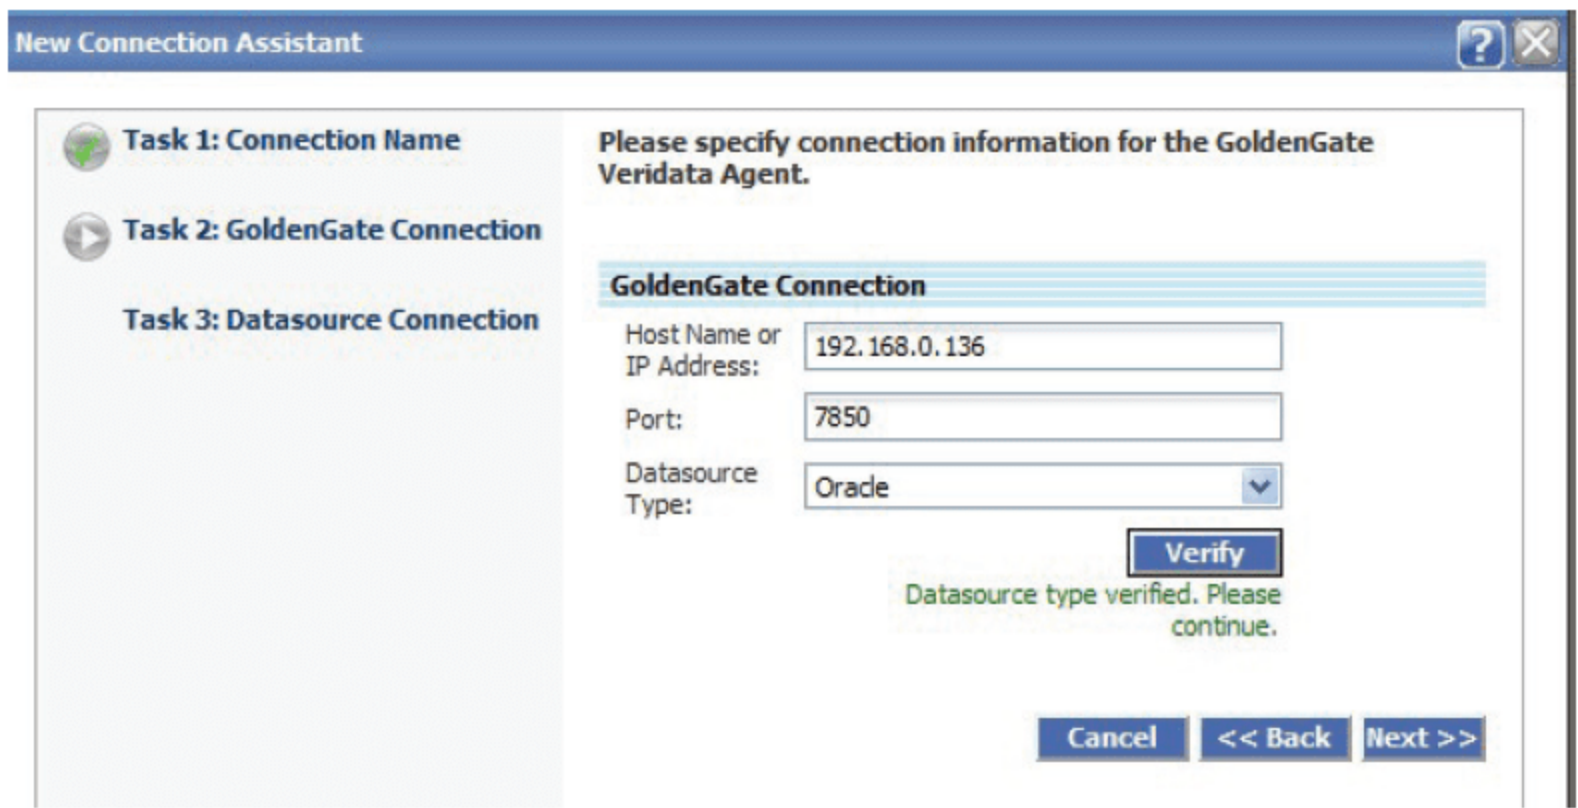 New Connection Assistant
?
Task 1: Connection Name
Task 2: GoldenGate Connection
Task 3: Datasource Connection
Please specify connection information for the GoldenGate
Veridata Agent.
GoldenGate Connection
Host Name or
IP Address:
192.168.0.136
Port:
7850
Datasource
Type:
Oracle
Verify
Datasource type verified. Please
continue.
Cancel
<< Back
Next >>